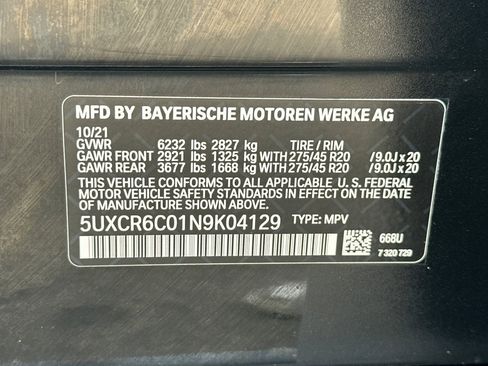 MFD BY BAYERISCHE MOTOREN WERKE AG
10/21
GVWR 6232 lbs 2827 kg TIRE / RIM
GAWR FRONT 2921 lbs 1325 kg WITH 275/45 R20 /9.0J x 20
GAWR REAR 3677 lbs 1668 kg WITH 275/45 R20 /9.0J x 20
THIS VEHICLE CONFORMS TO ALL APPLICABLE U.S. FEDERAL
MOTOR VEHICLE SAFETY STANDARDS IN EFFECT ON THE DATE
OF MANUFACTURE SHOWN ABOVE.
5UXCR6C01N9K04129 TYPE: MPV
668U
7 320 729